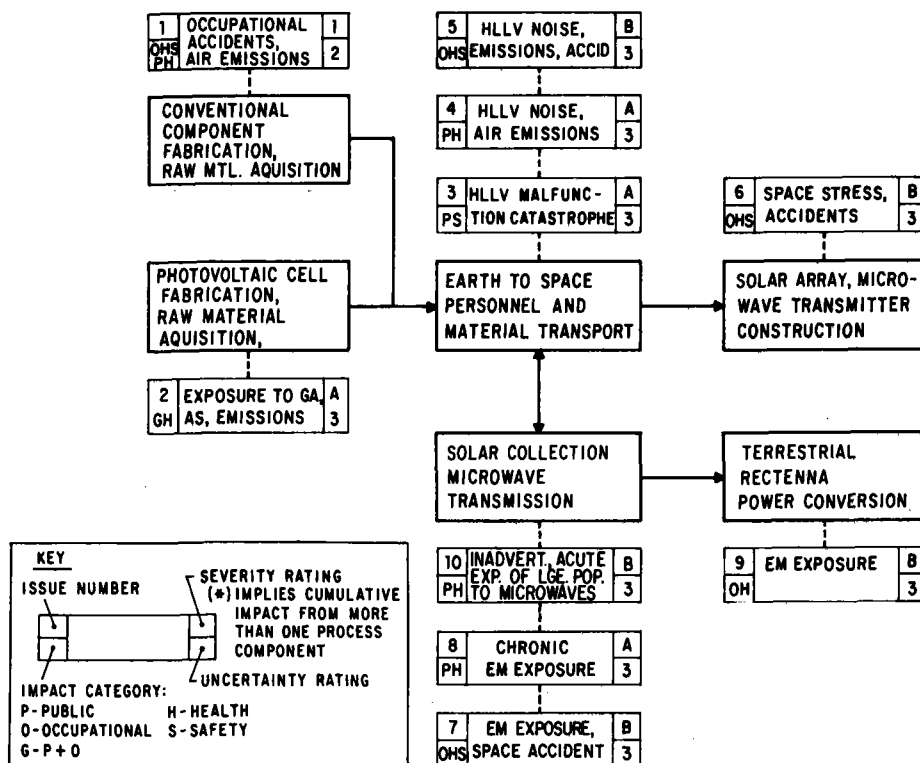 1 OCCUPATIONAL 1
OHS ACCIDENTS,
PH AIR EMISSIONS 2
CONVENTIONAL
COMPONENT
FABRICATION,
RAW MTL. AQUISITION
PHOTOVOLTAIC CELL
FABRICATION,
RAW MATERIAL
AQUISITION,
2 EXPOSURE TO GA, A
GH AS, EMISSIONS 3
5 HLLV NOISE, B
OHS EMISSIONS, ACCID 3
4 HLLV NOISE, A
PH AIR EMISSIONS 3
3 HLLV MALFUNC- A
PS TION CATASTROPHE 3
EARTH TO SPACE
PERSONNEL AND
MATERIAL TRANSPORT
6 SPACE STRESS, B
OHS ACCIDENTS 3
SOLAR ARRAY, MICRO-
WAVE TRANSMITTER
CONSTRUCTION
SOLAR COLLECTION
MICROWAVE
TRANSMISSION
TERRESTRIAL
RECTENNA
POWER CONVERSION
10 INADVERT. ACUTE B
EXP. OF LGE. POP.
PH TO MICROWAVES 3
9 EM EXPOSURE B
OH 3
8 CHRONIC A
PH EM EXPOSURE 3
7 EM EXPOSURE, B
OHS SPACE ACCIDENT 3
KEY
ISSUE NUMBER
SEVERITY RATING
(*) IMPLIES CUMULATIVE
IMPACT FROM MORE
THAN ONE PROCESS
COMPONENT
UNCERTAINTY RATING
IMPACT CATEGORY:
P-PUBLIC H-HEALTH
O-OCCUPATIONAL S-SAFETY
G-P+O